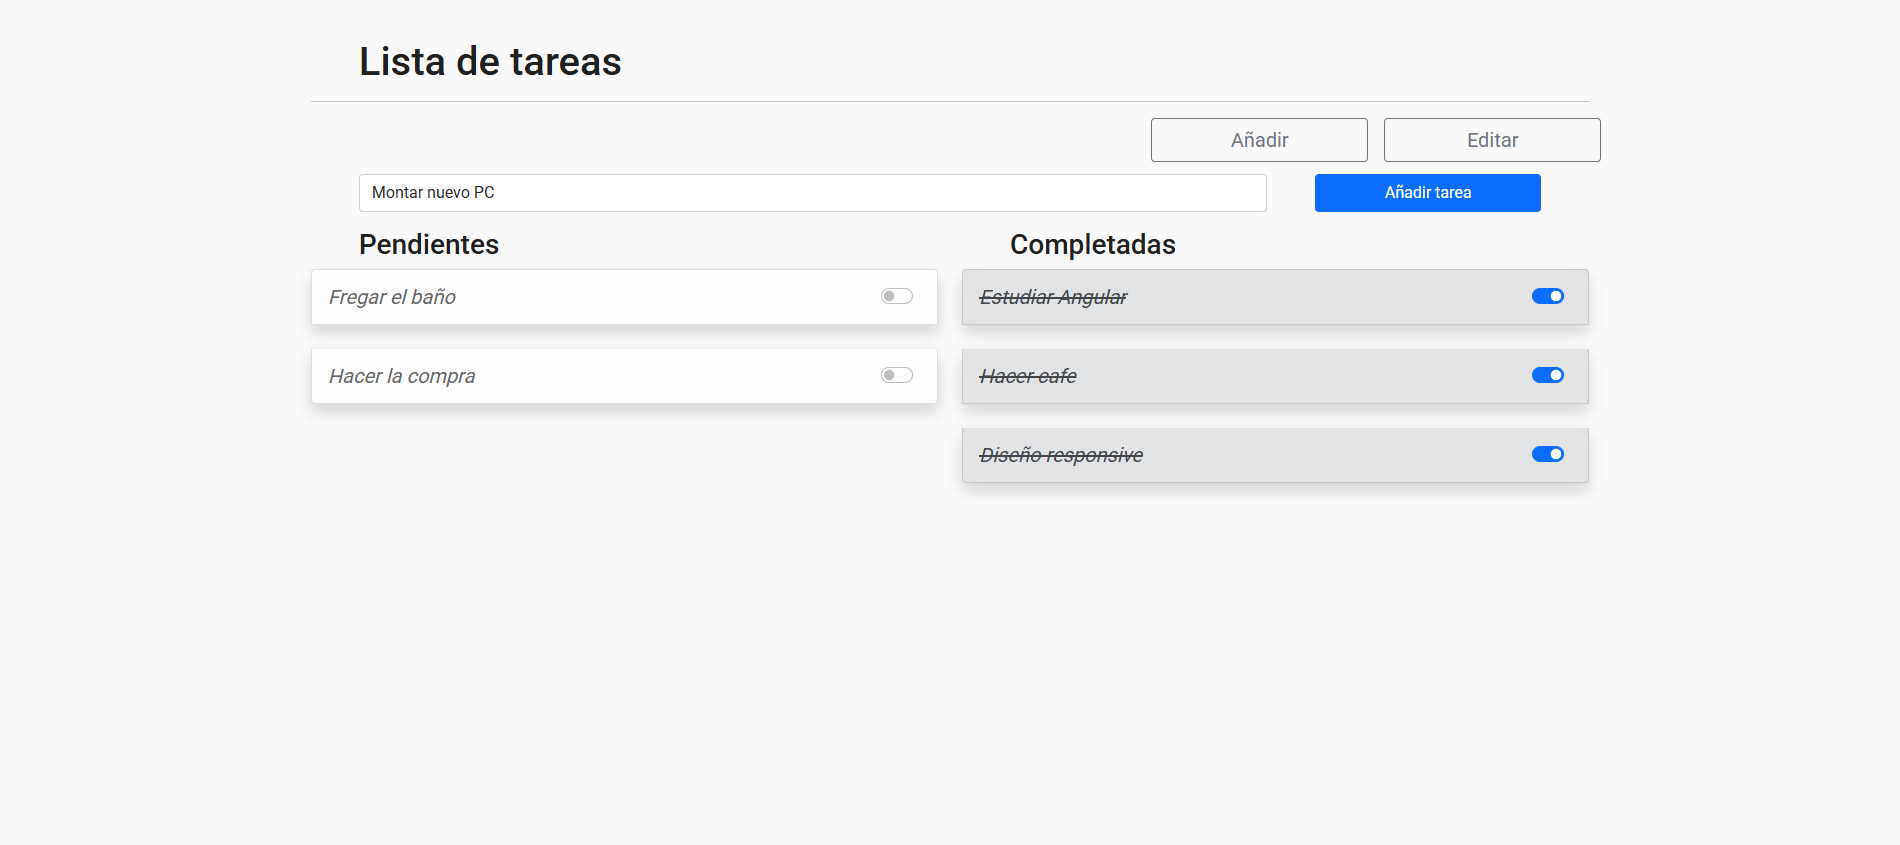 Lista de tareas
Añadir
Editar
Montar nuevo PC
Añadir tarea
Pendientes
Fregar el baño
Hacer la compra
Completadas
Estudiar Angular
Hacer cafe
Diseño responsive